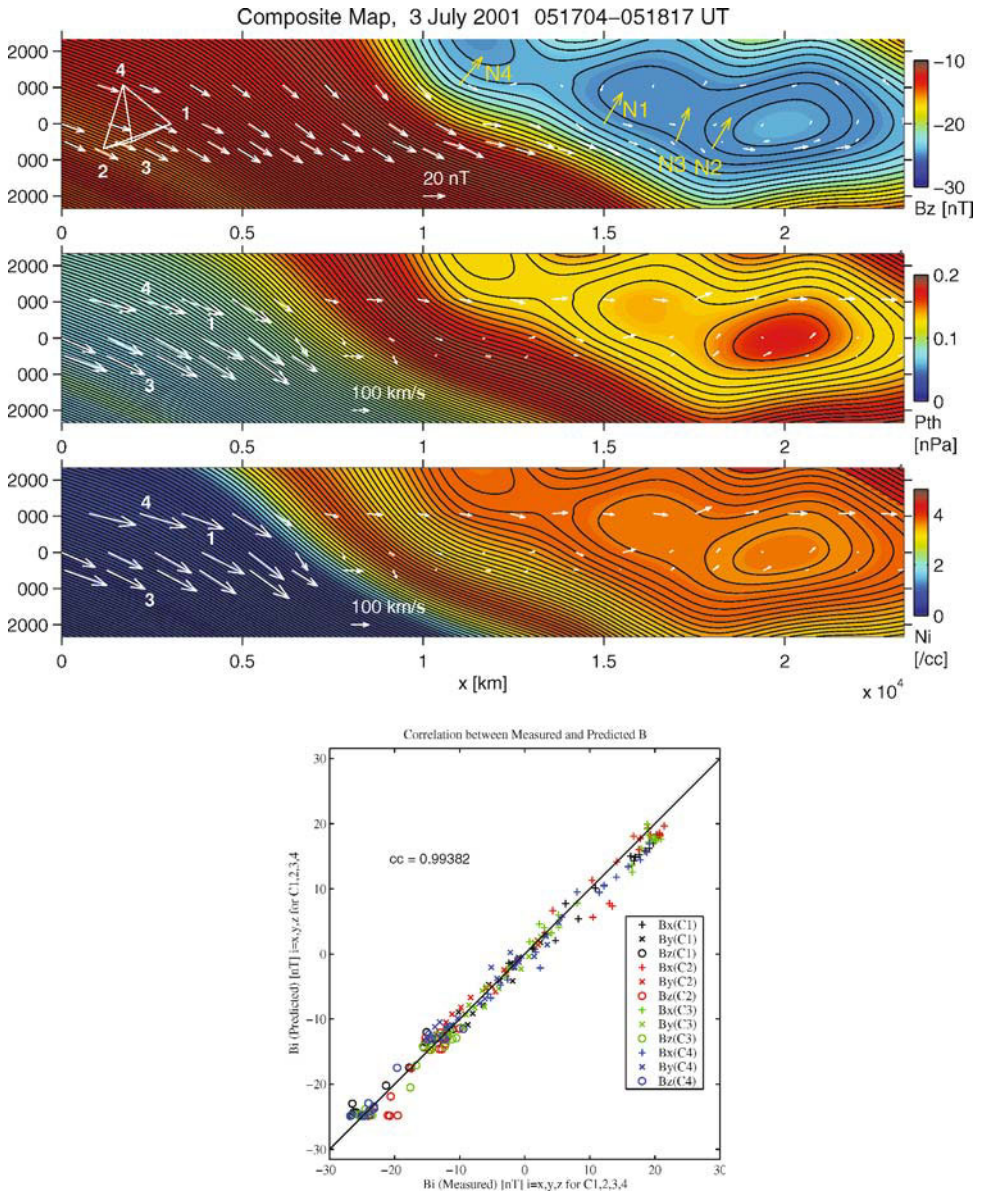 Composite Map, 3 July 2001 051704–051817 UT
2000
000
0
000
2000
4
1
2
3
N4
N1
N3
N2
20 nT
−10
−20
−30
Bz [nT]
0
0.5
1
1.5
2
2000
000
0
000
2000
4
1
3
100 km/s
0.2
0.1
0
Pth
[nPa]
0
0.5
1
1.5
2
2000
000
0
000
2000
4
1
3
100 km/s
4
2
0
Ni
[/cc]
0
0.5
1
1.5
2
x [km]
x 10^4
Correlation between Measured and Predicted B
30
20
10
0
−10
−20
−30
Bi (Predicted) [nT] i=x,y,z for C1,2,3,4
cc = 0.99382
Bx(C1)
By(C1)
Bz(C1)
Bx(C2)
By(C2)
Bz(C2)
Bx(C3)
By(C3)
Bz(C3)
Bx(C4)
By(C4)
Bz(C4)
−30
−20
−10
0
10
20
30
Bi (Measured) [nT] i=x,y,z for C1,2,3,4